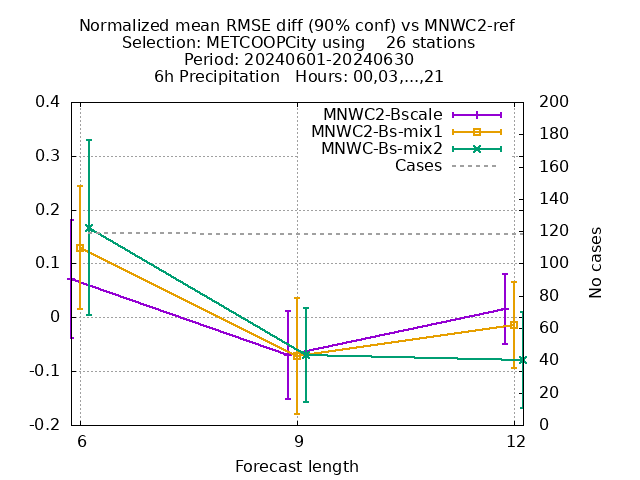 Normalized mean RMSE diff (90% conf) vs MNWC2-ref
Selection: METCOOPCity using    26 stations
Period: 20240601-20240630
6h Precipitation   Hours: 00,03,...,21
MNWC2-Bscale
MNWC2-Bs-mix1
MNWC-Bs-mix2
Cases
0.4
0.3
0.2
0.1
0
-0.1
-0.2
200
180
160
140
120
100
80
60
40
20
0
No cases
6
9
12
Forecast length